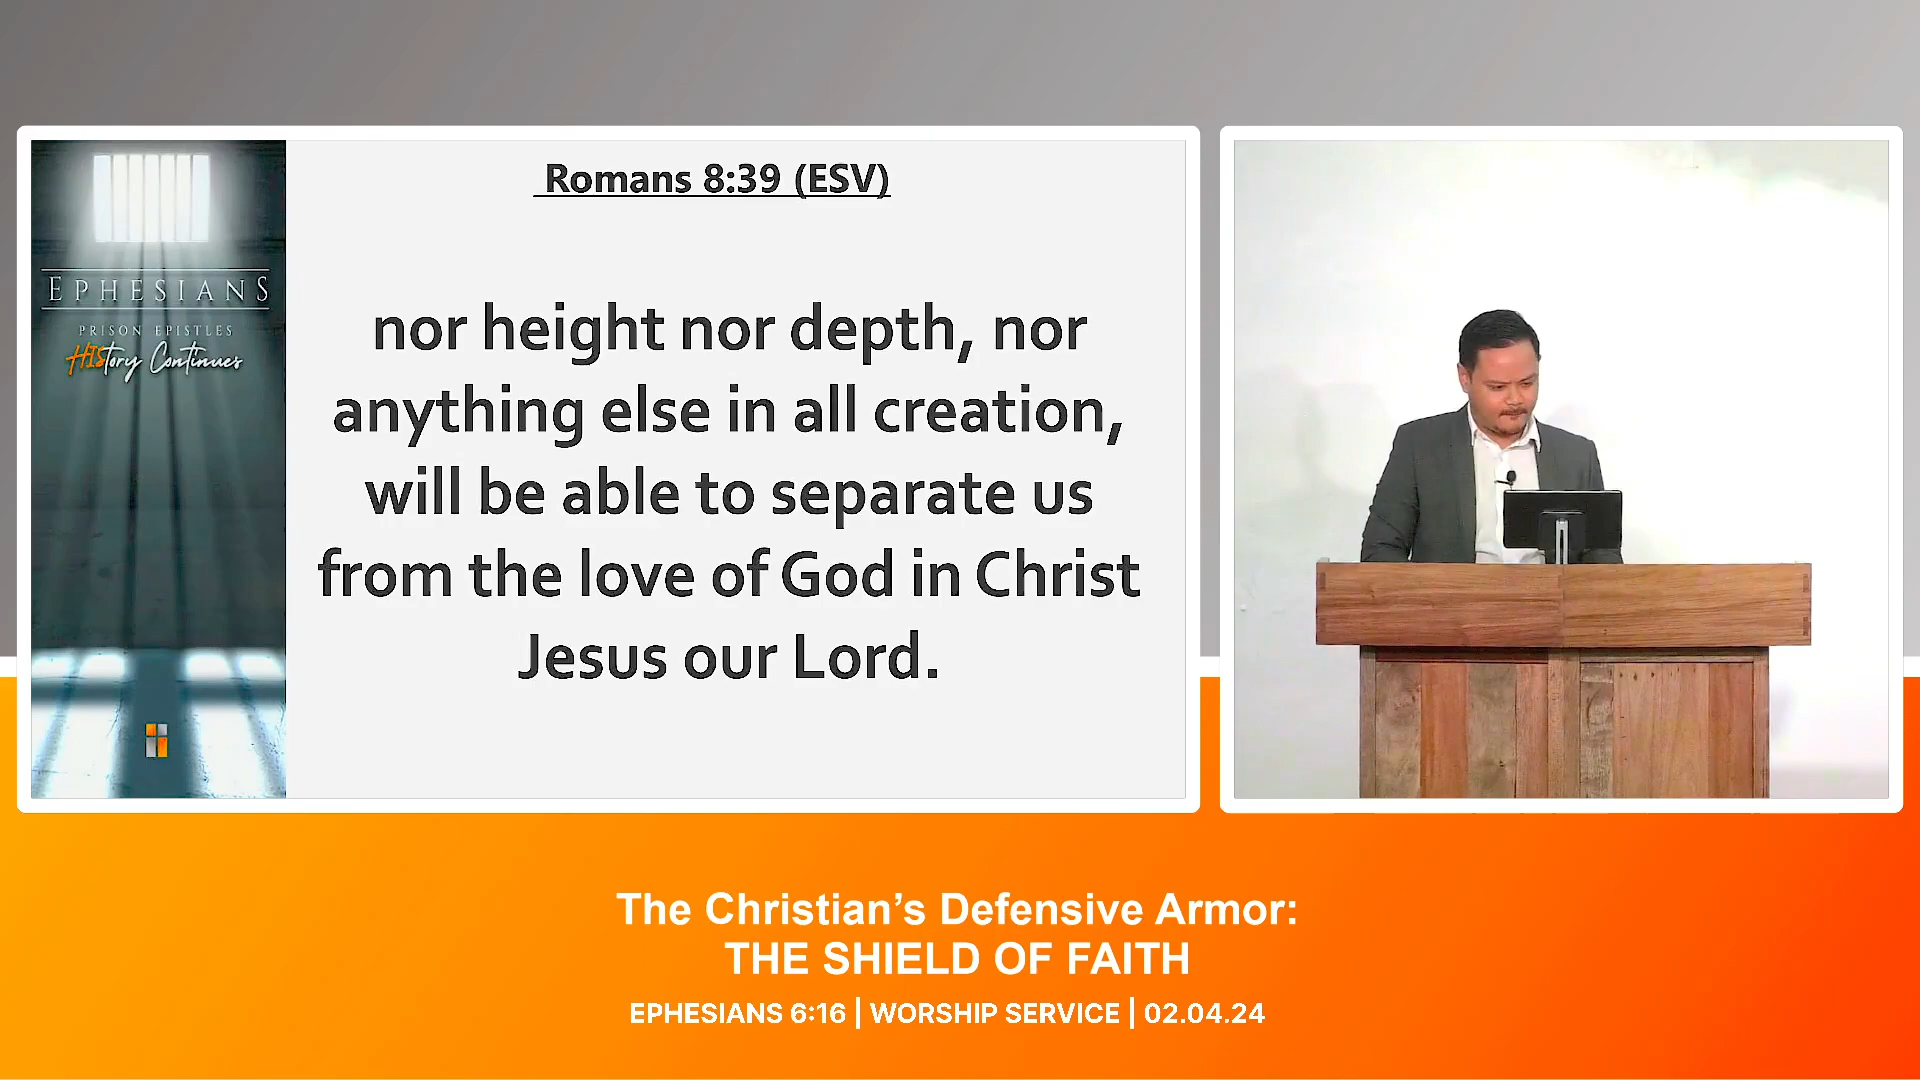 Romans 8:39 (ESV)
nor height nor depth, nor
anything else in all creation,
will be able to separate us
from the love of God in Christ
Jesus our Lord.
EPHESIANS
PRISON EPISTLES
HIStory Continues
The Christian’s Defensive Armor:
THE SHIELD OF FAITH
EPHESIANS 6:16 | WORSHIP SERVICE | 02.04.24